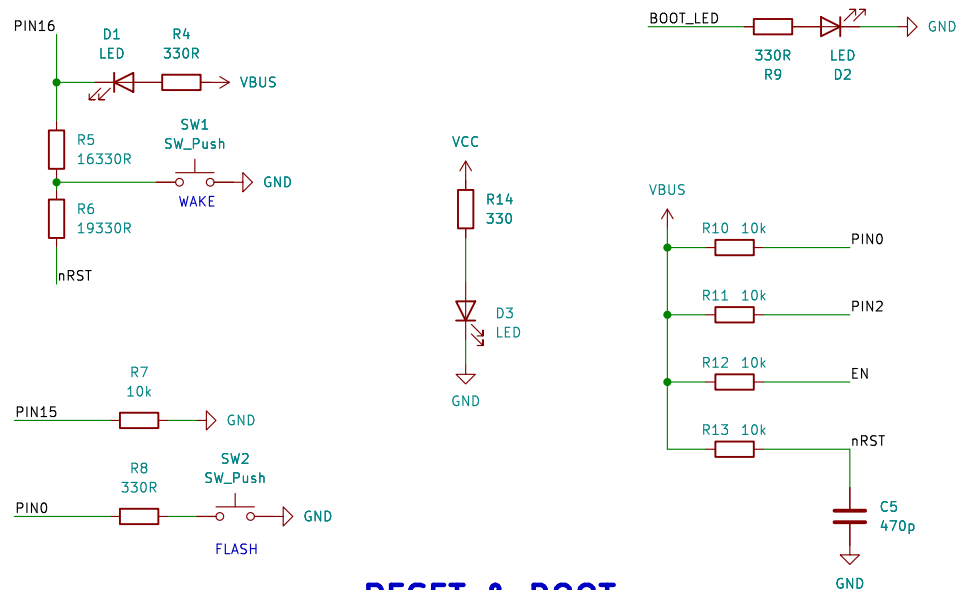 PIN16
D1
LED
R4
330R
VBUS
R5
16330R
SW1
SW_Push
GND
WAKE
R6
19330R
nRST
BOOT_LED
330R
R9
LED
D2
GND
VCC
R14
330
D3
LED
GND
VBUS
R10 10k
PIN0
R11 10k
PIN2
R12 10k
EN
R13 10k
nRST
C5
470p
GND
R7
10k
PIN15
GND
R8
330R
SW2
SW_Push
PIN0
GND
FLASH
RESET & BOOT